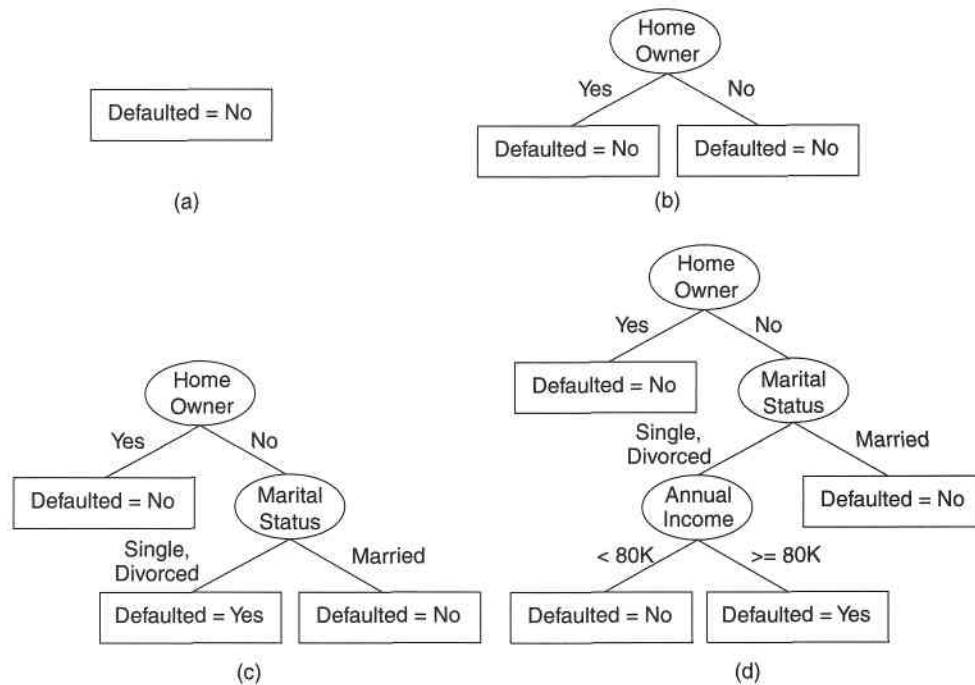 Defaulted = No
(a)
Home
Owner
Yes
No
Defaulted = No
Defaulted = No
(b)
Home
Owner
Yes
No
Defaulted = No
Marital
Status
Single,
Divorced
Married
Defaulted = Yes
Defaulted = No
(c)
Home
Owner
Yes
No
Defaulted = No
Marital
Status
Single,
Divorced
Married
Annual
Income
Defaulted = No
< 80K
>= 80K
Defaulted = No
Defaulted = Yes
(d)